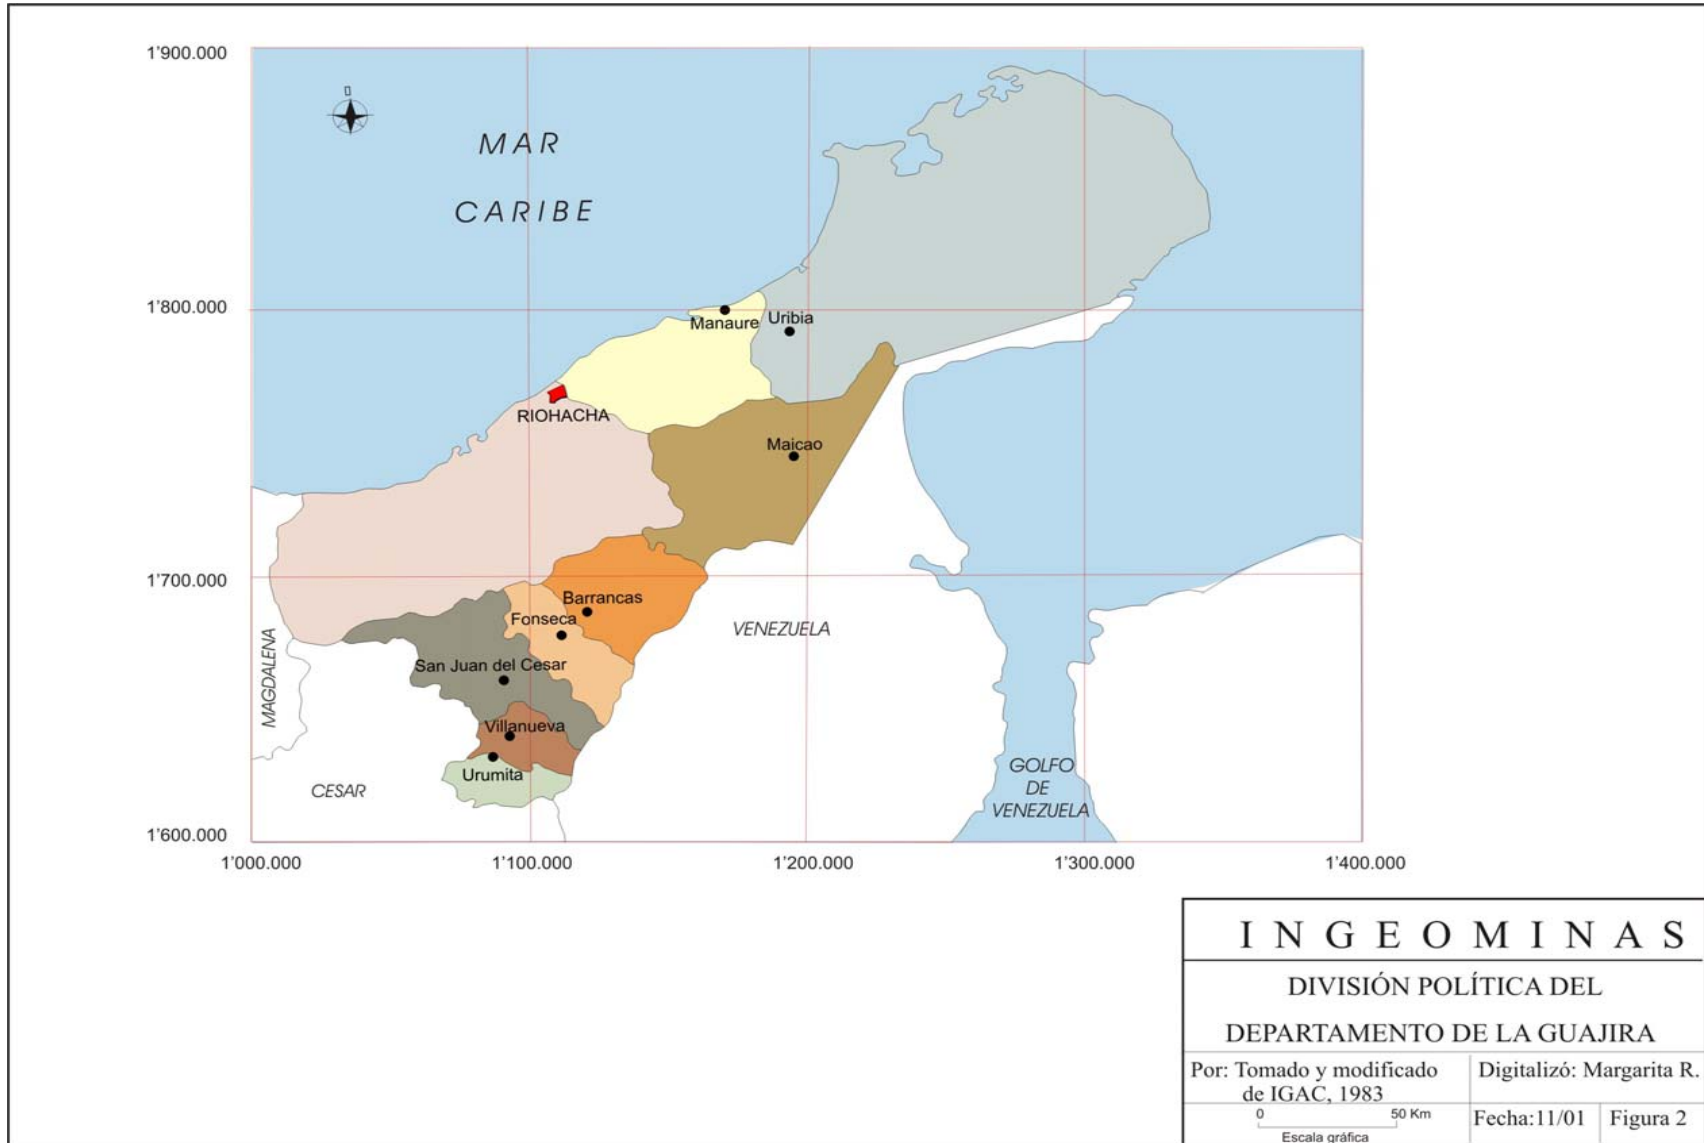 1'900.000
MAR
CARIBE
1'800.000
Manaure
Uribia
RIOHACHA
Maicao
1'700.000
Barrancas
Fonseca
VENEZUELA
MAGDALENA
San Juan del Cesar
Villanueva
Urumita
CESAR
GOLFO
DE
VENEZUELA
1'600.000
1'000.000
1'100.000
1'200.000
1'300.000
1'400.000
INGEOMINAS
DIVISIÓN POLÍTICA DEL
DEPARTAMENTO DE LA GUAJIRA
Por: Tomado y modificado
de IGAC, 1983
Digitalizó: Margarita R.
0 50 Km
Escala gráfica
Fecha:11/01
Figura 2